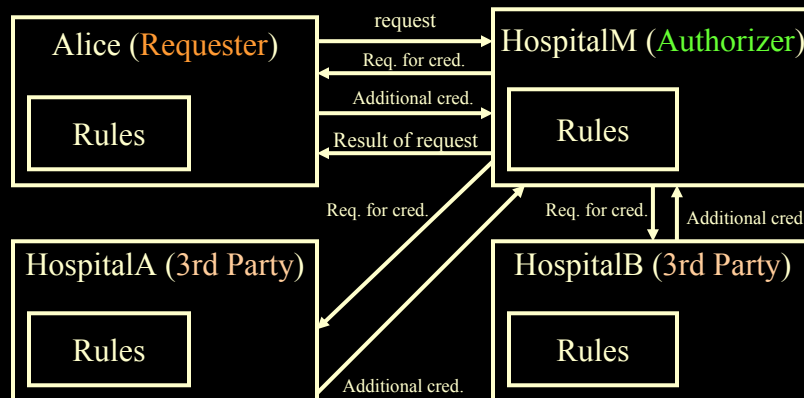 request
Alice (Requester)
HospitalM (Authorizer)
Req. for cred.
Additional cred.
Rules
Rules
Result of request
Req. for cred.
Req. for cred.
Additional cred
HospitalA (3rd Party)
HospitalB (3rd Party)
Rules
Rules
Additional cred.